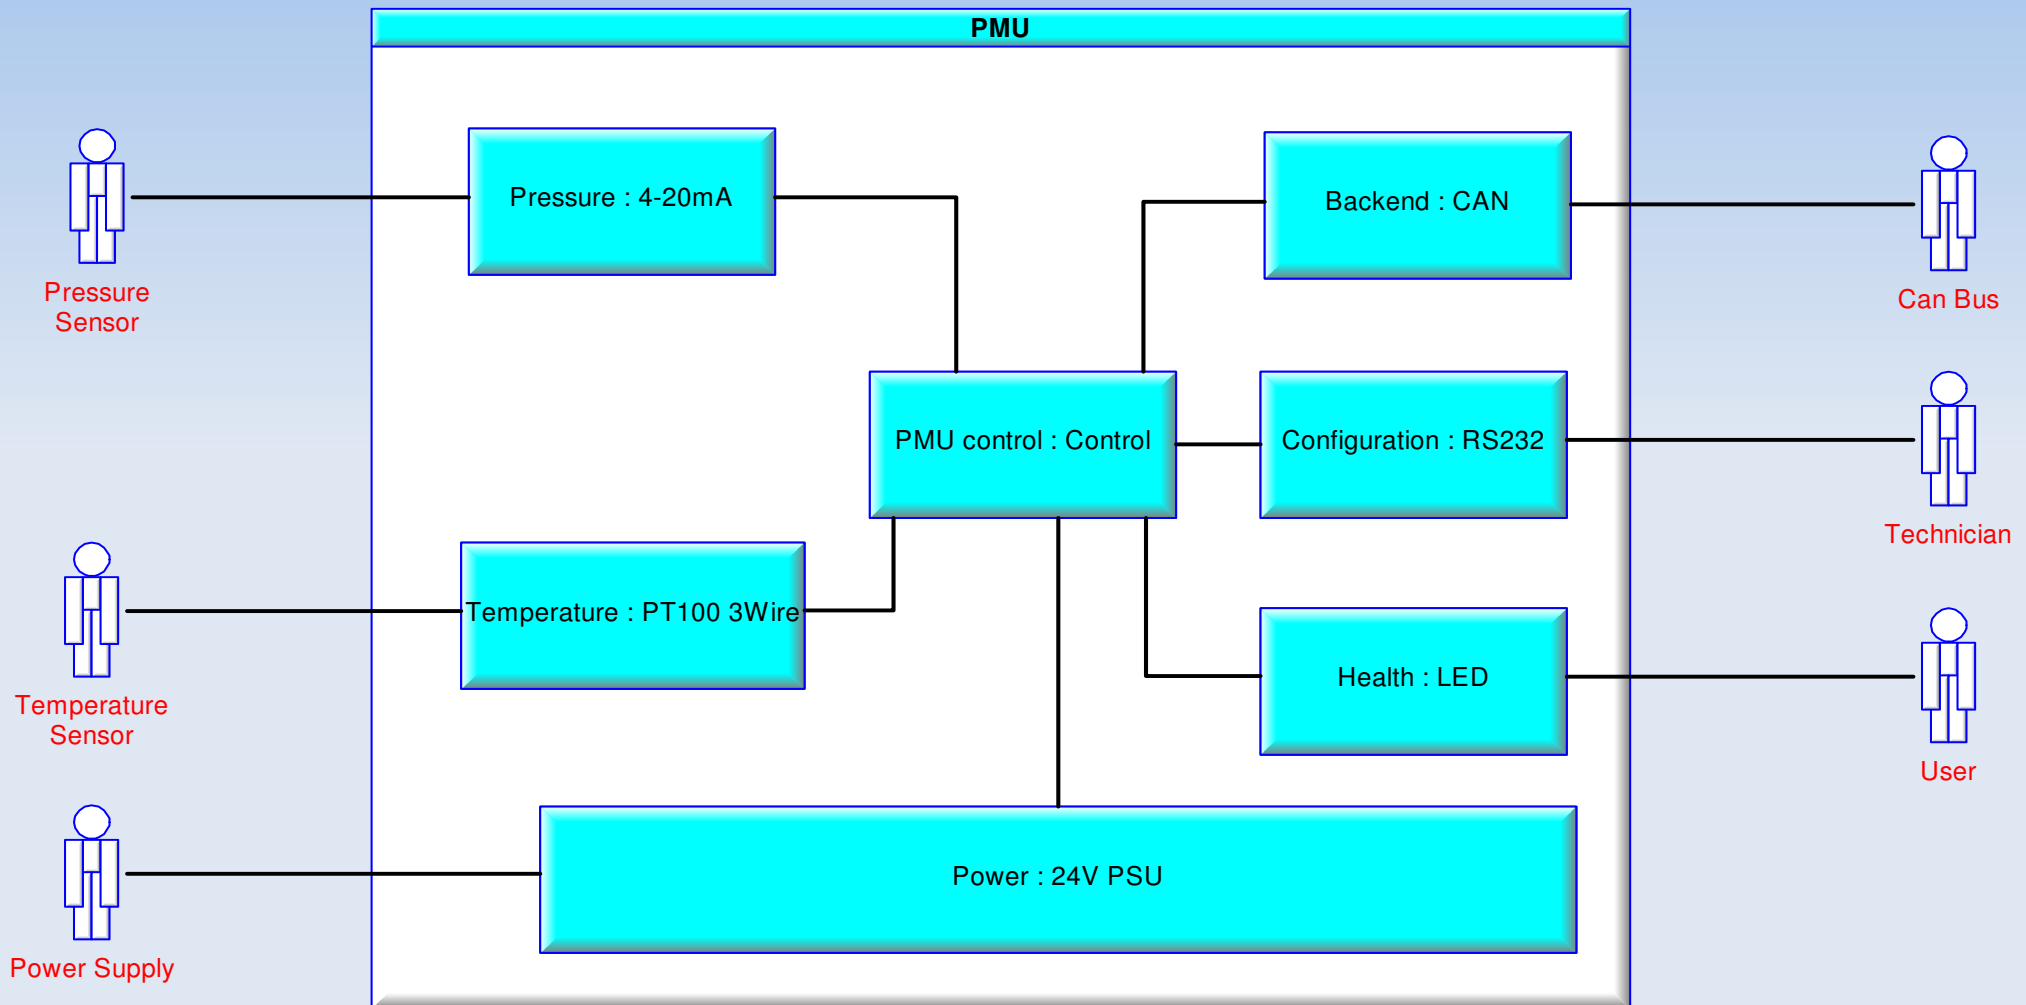 PMU
Pressure : 4-20mA
Backend : CAN
Pressure
Sensor
Can Bus
PMU control : Control
Configuration : RS232
Technician
Temperature : PT100 3Wire
Temperature
Sensor
Health : LED
User
Power : 24V PSU
Power Supply